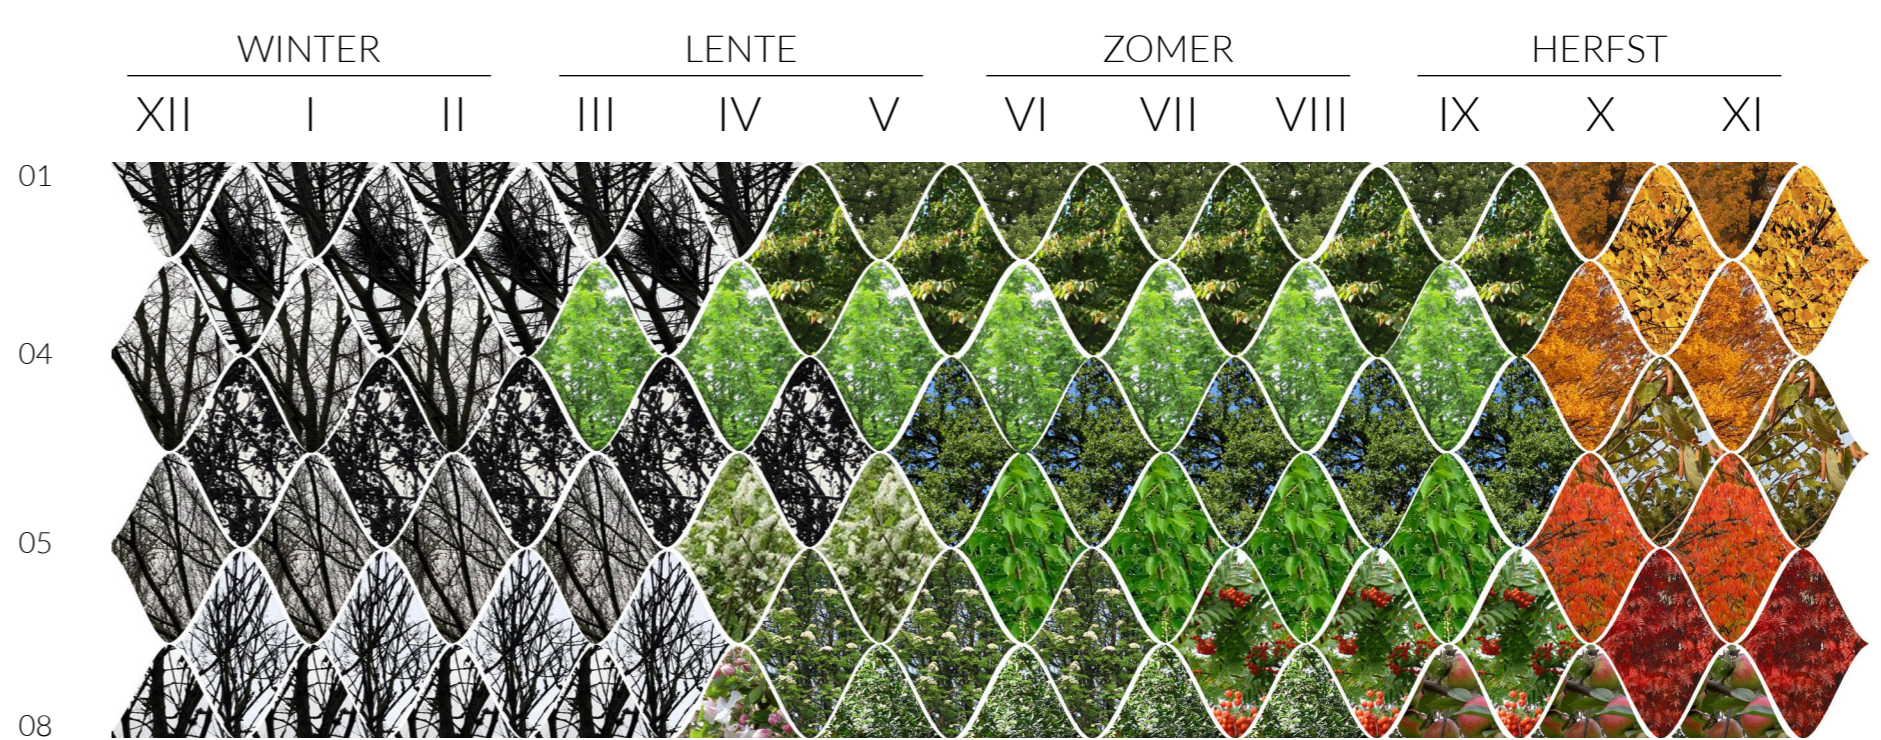 WINTER LENTE ZOMER HERFST
XII I II III IV V VI VII VIII IX X XI
01
04
05
08